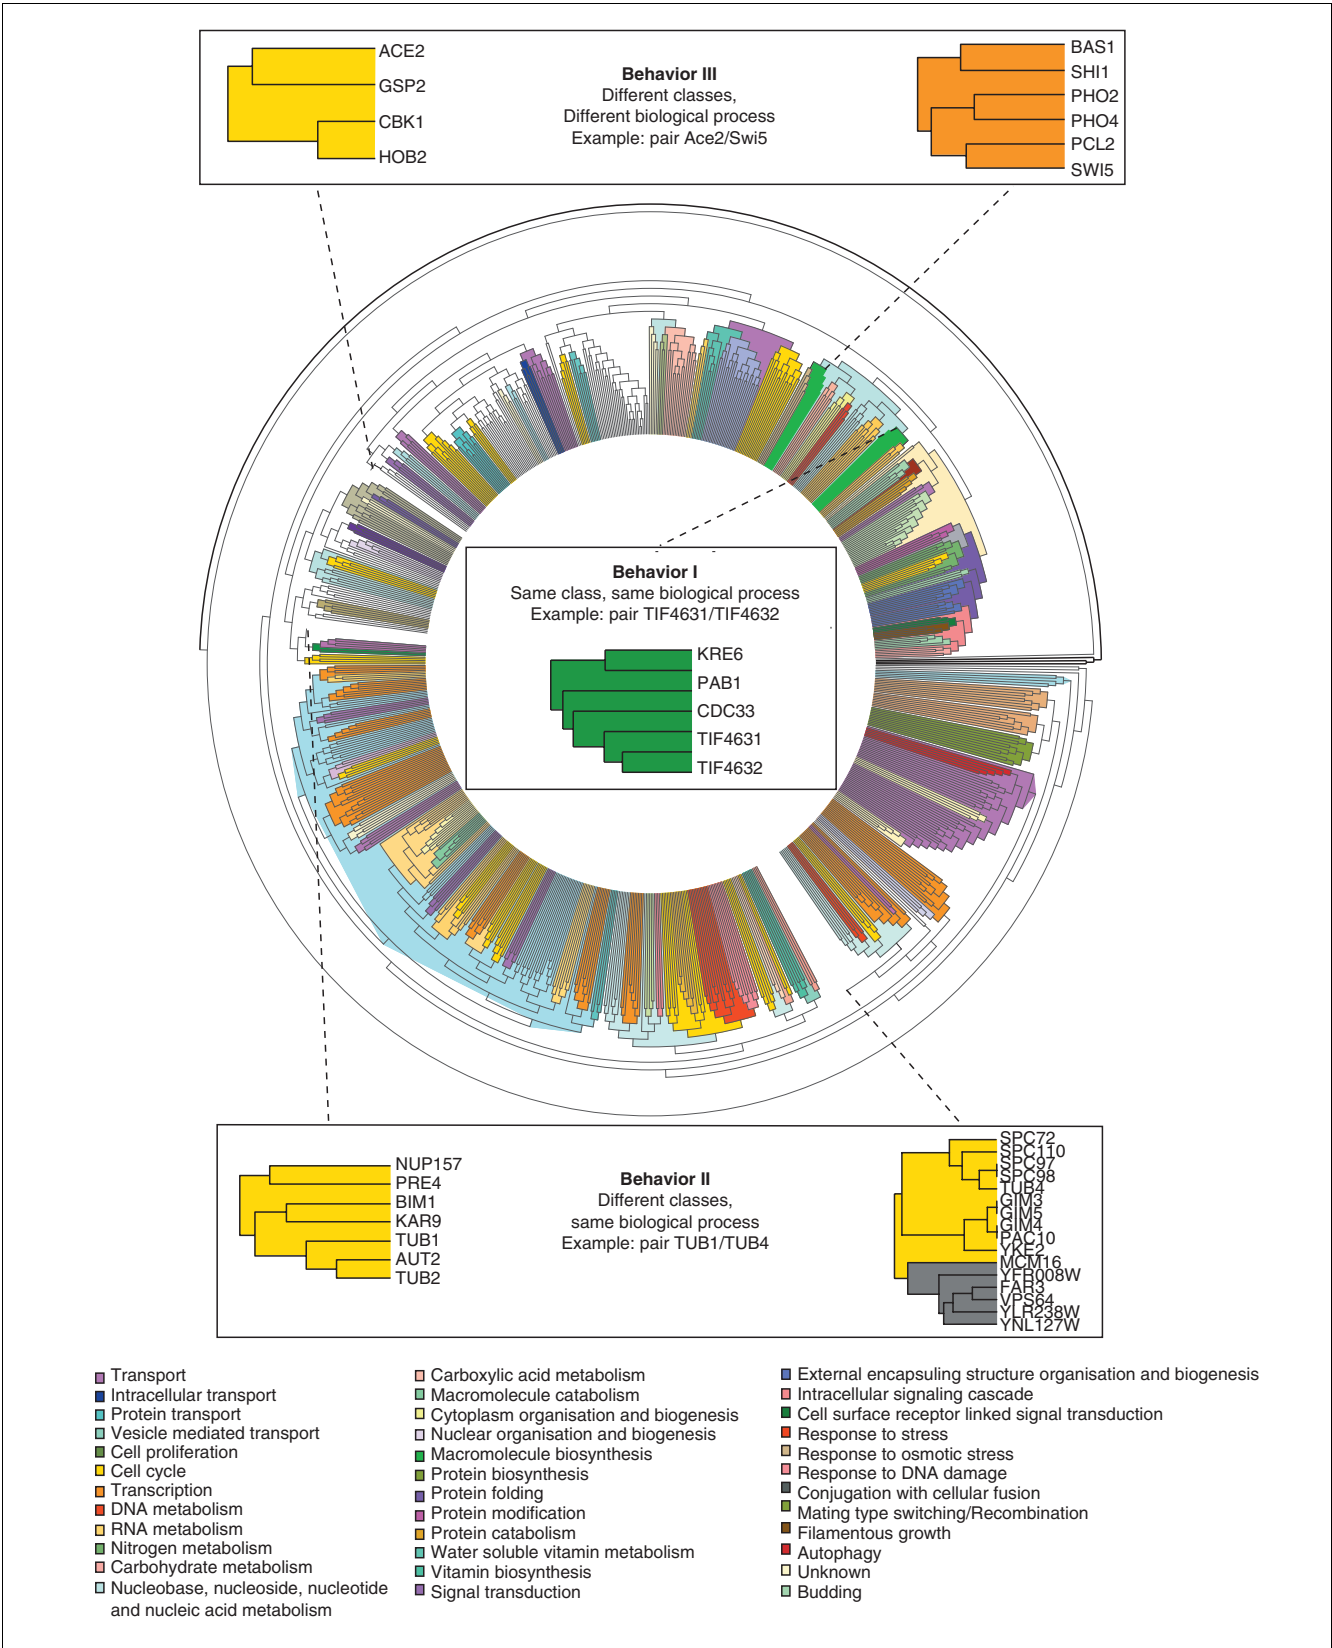 ACE2
GSP2
CBK1
HOB2
Behavior III
Different classes,
Different biological process
Example: pair Ace2/Swi5
BAS1
SHI1
PHO2
PHO4
PCL2
SWI5
Behavior I
Same class, same biological process
Example: pair TIF4631/TIF4632
KRE6
PAB1
CDC33
TIF4631
TIF4632
NUP157
PRE4
BIM1
KAR9
TUB1
AUT2
TUB2
Behavior II
Different classes,
same biological process
Example: pair TUB1/TUB4
SPC72
SPC110
SPC97
SPC98
TUB4
GIM3
GIM5
GIM4
PAC10
YKE2
MCM16
YFR008W
FAR3
VPS64
YLR238W
YNL127W
Transport
Intracellular transport
Protein transport
Vesicle mediated transport
Cell proliferation
Cell cycle
Transcription
DNA metabolism
RNA metabolism
Nitrogen metabolism
Carbohydrate metabolism
Nucleobase, nucleoside, nucleotide
and nucleic acid metabolism
Carboxylic acid metabolism
Macromolecule catabolism
Cytoplasm organisation and biogenesis
Nuclear organisation and biogenesis
Macromolecule biosynthesis
Protein biosynthesis
Protein folding
Protein modification
Protein catabolism
Water soluble vitamin metabolism
Vitamin biosynthesis
Signal transduction
External encapsuling structure organisation and biogenesis
Intracellular signaling cascade
Cell surface receptor linked signal transduction
Response to stress
Response to osmotic stress
Response to DNA damage
Conjugation with cellular fusion
Mating type switching/Recombination
Filamentous growth
Autophagy
Unknown
Budding